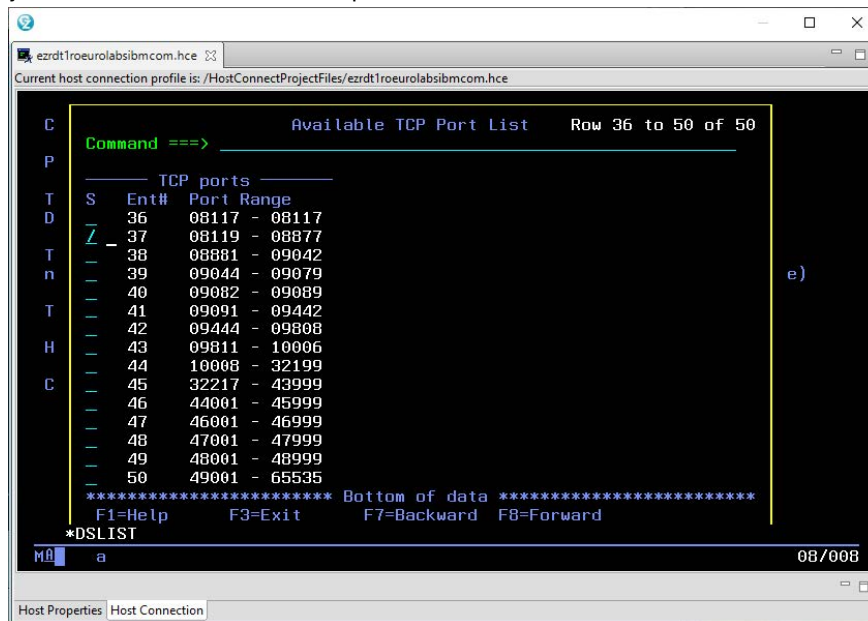 ezrdt1roeurolabsibmcom.hce
Current host connection profile is: /HostConnectProjectFiles/ezrdt1roeurolabsibmcom.hce
C Available TCP Port List Row 36 to 50 of 50
Command ===>
P
TCP ports
T S Ent# Port Range
D _ 36 08117 - 08117
/ _ 37 08119 - 08877
T _ 38 08881 - 09042
n _ 39 09044 - 09079 e)
_ 40 09082 - 09089
T _ 41 09091 - 09442
_ 42 09444 - 09808
H _ 43 09811 - 10006
_ 44 10008 - 32199
C _ 45 32217 - 43999
_ 46 44001 - 45999
_ 47 46001 - 46999
_ 48 47001 - 47999
_ 49 48001 - 48999
_ 50 49001 - 65535
************************ Bottom of data *************************
F1=Help F3=Exit F7=Backward F8=Forward
*DSLIST
MA a 08/008
Host Properties Host Connection